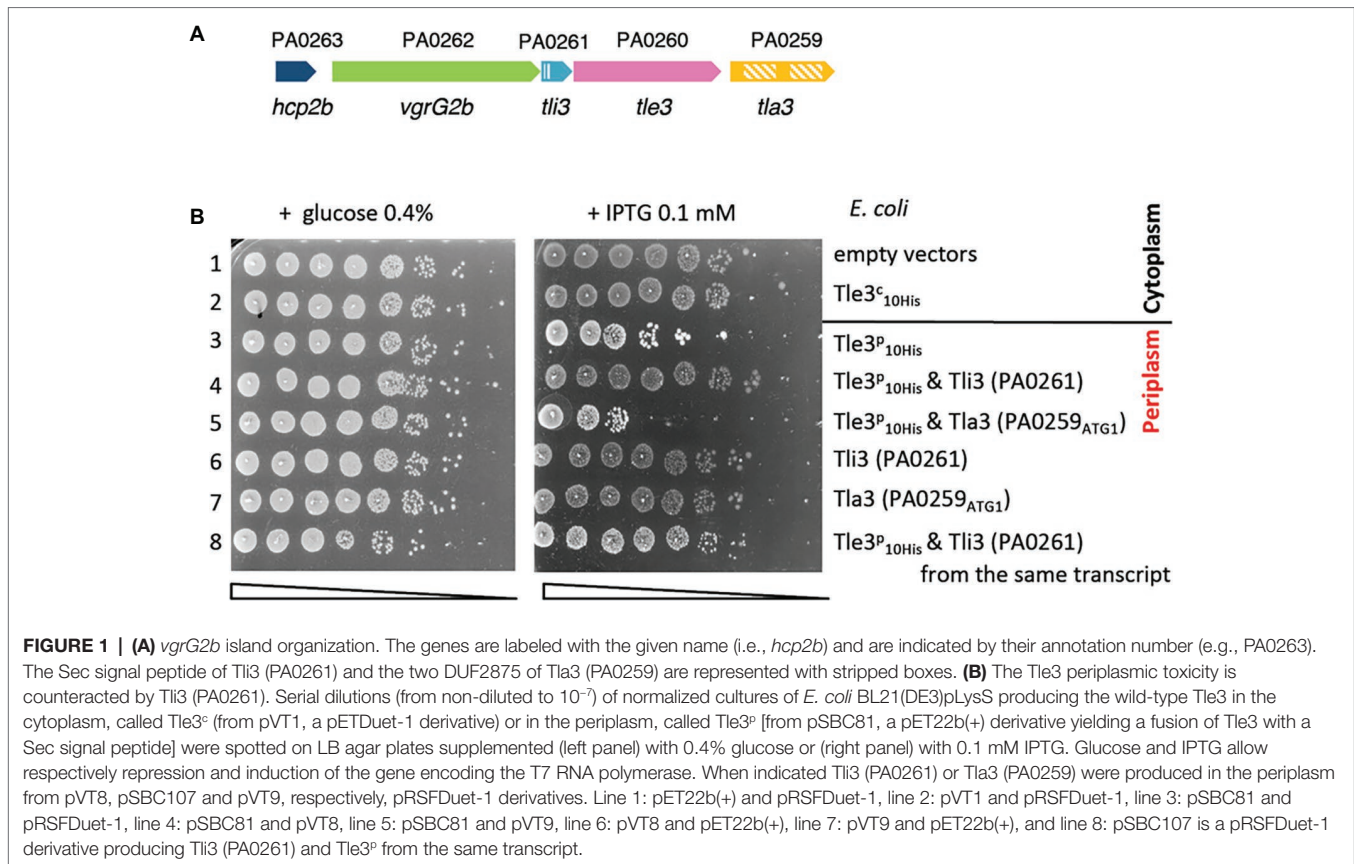 A
PA0263 PA0262 PA0261 PA0260 PA0259
hcp2b vgrG2b tli3 tle3 tla3
B
+ glucose 0.4% + IPTG 0.1 mM E. coli
1 empty vectors
2 Tle3ᶜ10His
Cytoplasm
3 Tle3ᵖ10His
4 Tle3ᵖ10His & Tli3 (PA0261)
5 Tle3ᵖ10His & Tla3 (PA0259ATG1)
Periplasm
6 Tli3 (PA0261)
7 Tla3 (PA0259ATG1)
8 Tle3ᵖ10His & Tli3 (PA0261)
from the same transcript
FIGURE 1 | (A) vgrG2b island organization. The genes are labeled with the given name (i.e., hcp2b) and are indicated by their annotation number (e.g., PA0263).
The Sec signal peptide of Tli3 (PA0261) and the two DUF2875 of Tla3 (PA0259) are represented with stripped boxes. (B) The Tle3 periplasmic toxicity is
counteracted by Tli3 (PA0261). Serial dilutions (from non-diluted to 10⁻⁷) of normalized cultures of E. coli BL21(DE3)pLysS producing the wild-type Tle3 in the
cytoplasm, called Tle3ᶜ (from pVT1, a pETDuet-1 derivative) or in the periplasm, called Tle3ᵖ [from pSBC81, a pET22b(+) derivative yielding a fusion of Tle3 with a
Sec signal peptide] were spotted on LB agar plates supplemented (left panel) with 0.4% glucose or (right panel) with 0.1 mM IPTG. Glucose and IPTG allow
respectively repression and induction of the gene encoding the T7 RNA polymerase. When indicated Tli3 (PA0261) or Tla3 (PA0259) were produced in the periplasm
from pVT8, pSBC107 and pVT9, respectively, pRSFDuet-1 derivatives. Line 1: pET22b(+) and pRSFDuet-1, line 2: pVT1 and pRSFDuet-1, line 3: pSBC81 and
pRSFDuet-1, line 4: pSBC81 and pVT8, line 5: pSBC81 and pVT9, line 6: pVT8 and pET22b(+), line 7: pVT9 and pET22b(+), and line 8: pSBC107 is a pRSFDuet-1
derivative producing Tli3 (PA0261) and Tle3ᵖ from the same transcript.